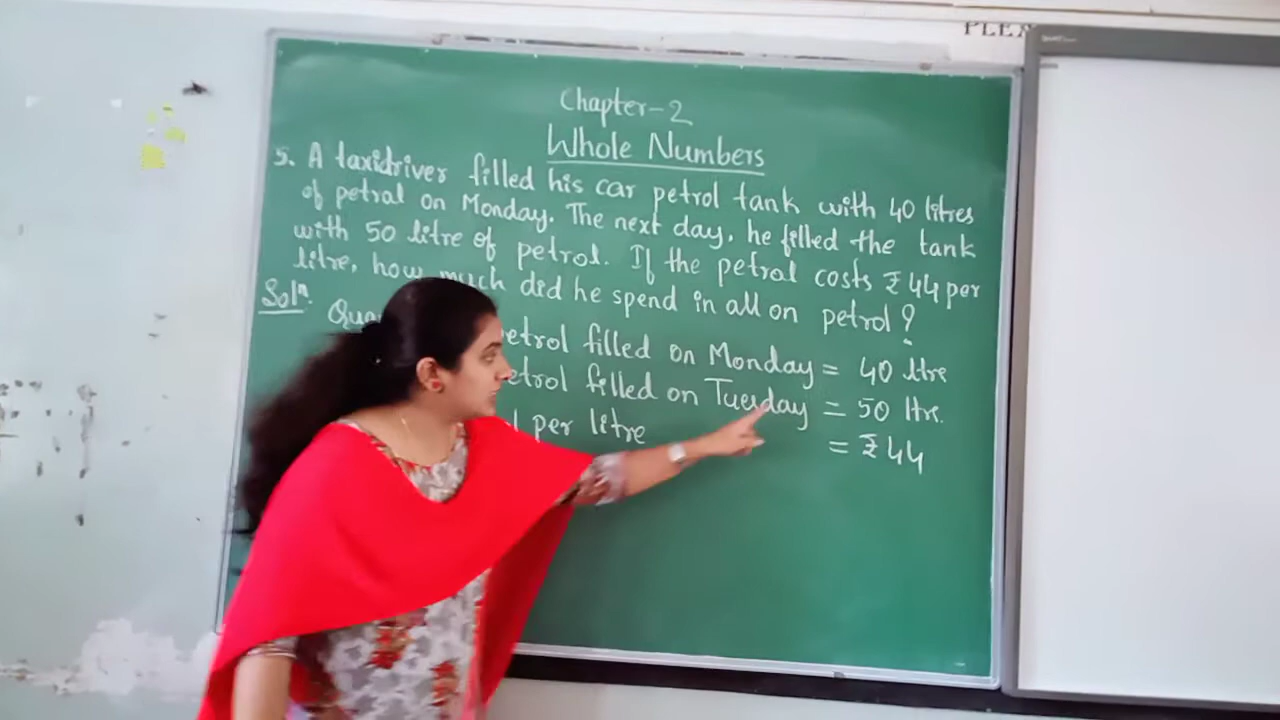 PLEX
Chapter-2
Whole Numbers
5. A taxidriver filled his car petrol tank with 40 litres
of petrol on Monday. The next day, he filled the tank
with 50 litre of petrol. If the petrol costs ₹44 per
litre, how much did he spend in all on petrol?
Solⁿ.
petrol filled on Monday = 40 litre
petrol filled on Tuesday = 50 ltr.
per litre = ₹44